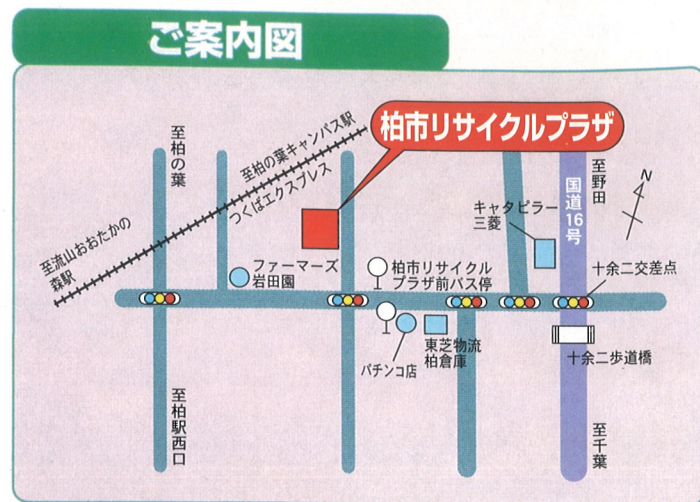 ご案内図
柏市リサイクルプラザ
至柏の葉
至柏の葉キャンパス駅
つくばエクスプレス
至流山おおたかの
森駅
ファーマーズ
岩田園
柏市リサイクル
プラザ前バス停
キャタピラー
三菱
国道16号
至野田
N
十余二交差点
パチンコ店
東芝物流
柏倉庫
十余二歩道橋
至柏駅西口
至千葉